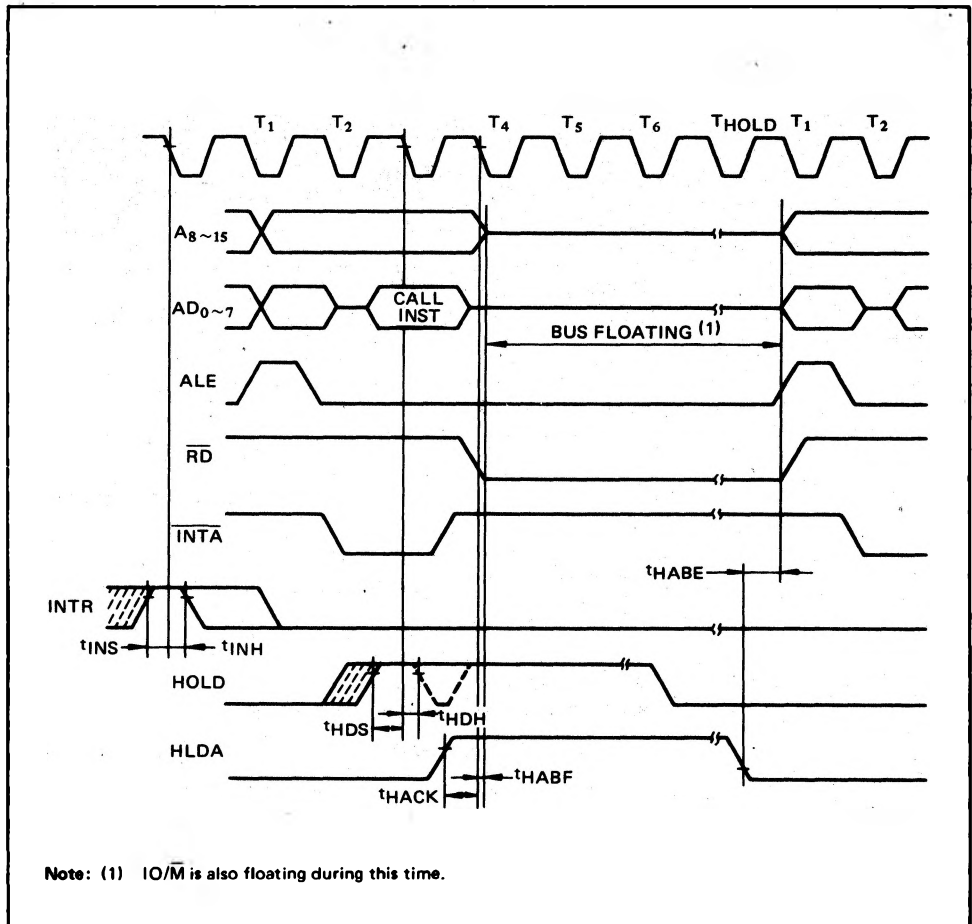 T1 T2 T4 T5 T6 THOLD T1 T2
A8~15
AD0~7
CALL
INST
BUS FLOATING (1)
ALE
RD
INTA
tHABE
INTR
tINS
tINH
HOLD
tHDS
tHDH
HLDA
tHACK
tHABF
Note: (1) IO/M̅ is also floating during this time.